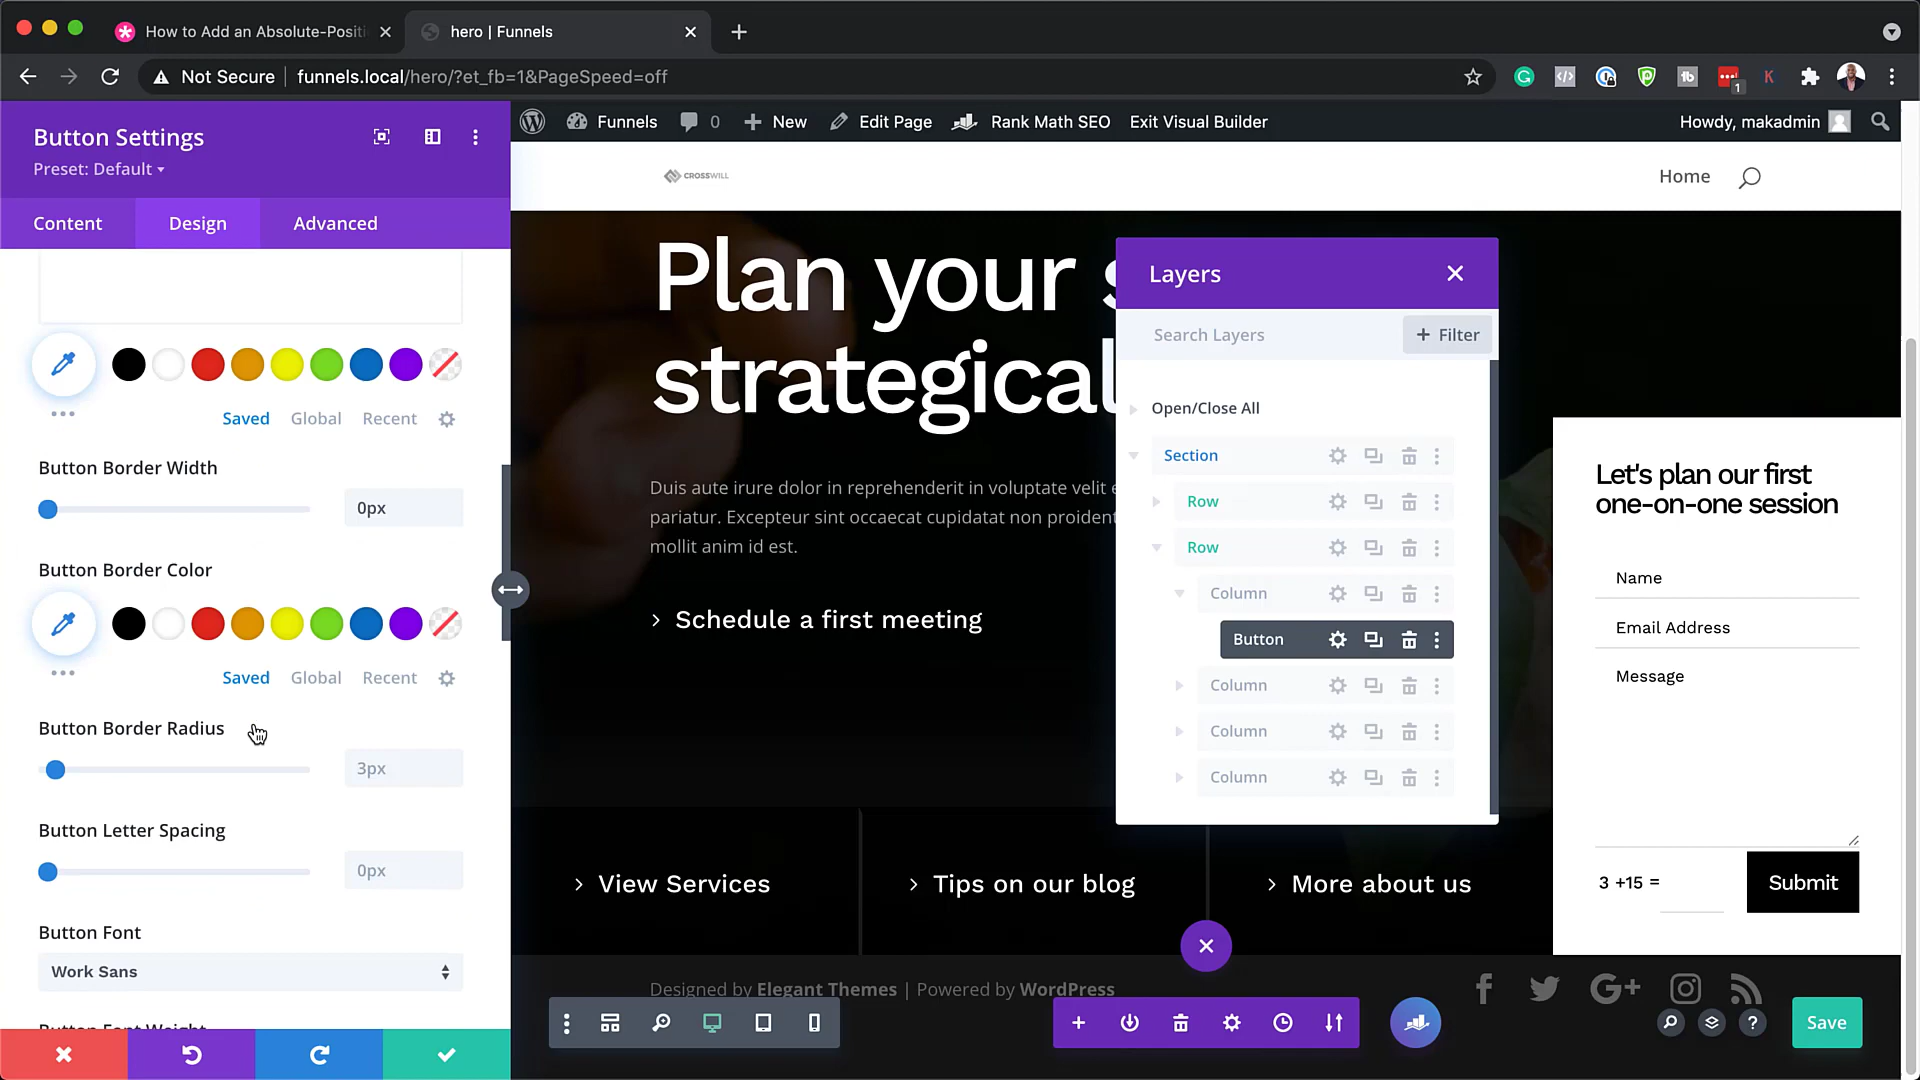 How to Add an Absolute-Positi
hero | Funnels
Not Secure
funnels.local/hero/?et_fb=1&PageSpeed=off
1
Button Settings
Preset: Default
Content
Design
Advanced
Saved
Global
Recent
Button Border Width
0px
Button Border Color
Saved
Global
Recent
Button Border Radius
3px
Button Letter Spacing
0px
Button Font
Work Sans
Funnels
0
New
Edit Page
Rank Math SEO
Exit Visual Builder
Howdy, makadmin
CROSSWILL
Home
Plan your s
strategical
Duis aute irure dolor in reprehenderit in voluptate velit e
pariatur. Excepteur sint occaecat cupidatat non proident
mollit anim id est.
Schedule a first meeting
Layers
Search Layers
+ Filter
Open/Close All
Section
Row
Row
Column
Button
Column
Column
Column
Let's plan our first
one-on-one session
Name
Email Address
Message
3 +15 =
Submit
View Services
Tips on our blog
More about us
Designed by Elegant Themes | Powered by WordPress
Save